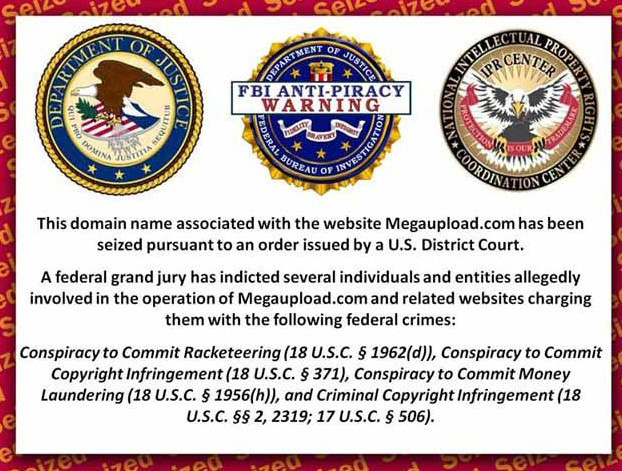 DEPARTMENT OF JUSTICE
QUI PRO DOMINA JUSTITIA SEQUITUR
DEPARTMENT OF JUSTICE
FBI ANTI-PIRACY
WARNING
FIDELITY BRAVERY INTEGRITY
FEDERAL BUREAU OF INVESTIGATION
NATIONAL INTELLECTUAL PROPERTY RIGHTS
IPR CENTER
PROTECTION IS OUR TRADEMARK
COORDINATION CENTER
This domain name associated with the website Megaupload.com has been
seized pursuant to an order issued by a U.S. District Court.
A federal grand jury has indicted several individuals and entities allegedly
involved in the operation of Megaupload.com and related websites charging
them with the following federal crimes:
Conspiracy to Commit Racketeering (18 U.S.C. § 1962(d)), Conspiracy to Commit
Copyright Infringement (18 U.S.C. § 371), Conspiracy to Commit Money
Laundering (18 U.S.C. § 1956(h)), and Criminal Copyright Infringement (18
U.S.C. §§ 2, 2319; 17 U.S.C. § 506).
Seized